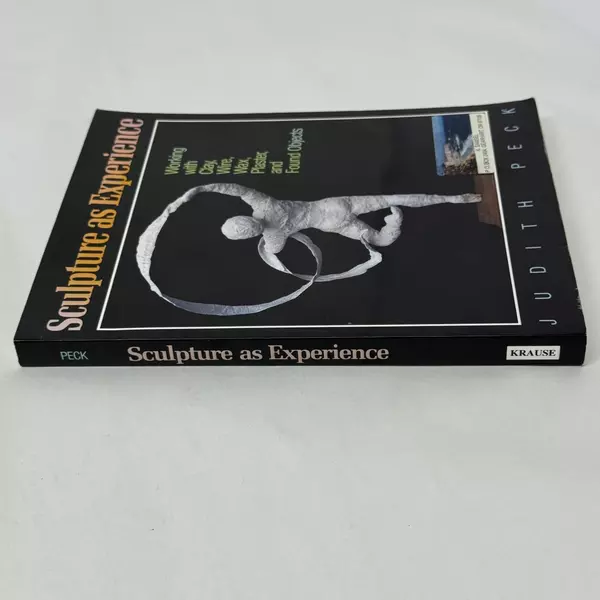 Sculpture as Experience
Working
with
Clay,
Wire,
Wax,
Plaster,
and
Found Objects
JUDITH PECK
PECK
Sculpture as Experience
KRAUSE